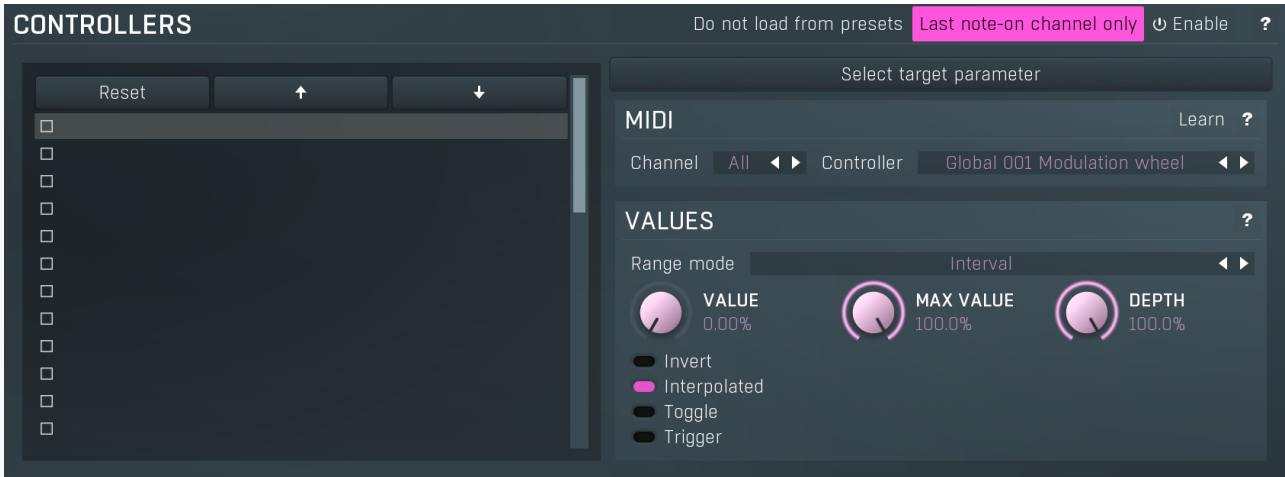 CONTROLLERS
Do not load from presets Last note-on channel only Enable ?
Reset
Select target parameter
MIDI Learn ?
Channel All Controller Global 001 Modulation wheel
VALUES ?
Range mode Interval
VALUE
0.00%
MAX VALUE
100.0%
DEPTH
100.0%
Invert
Interpolated
Toggle
Trigger